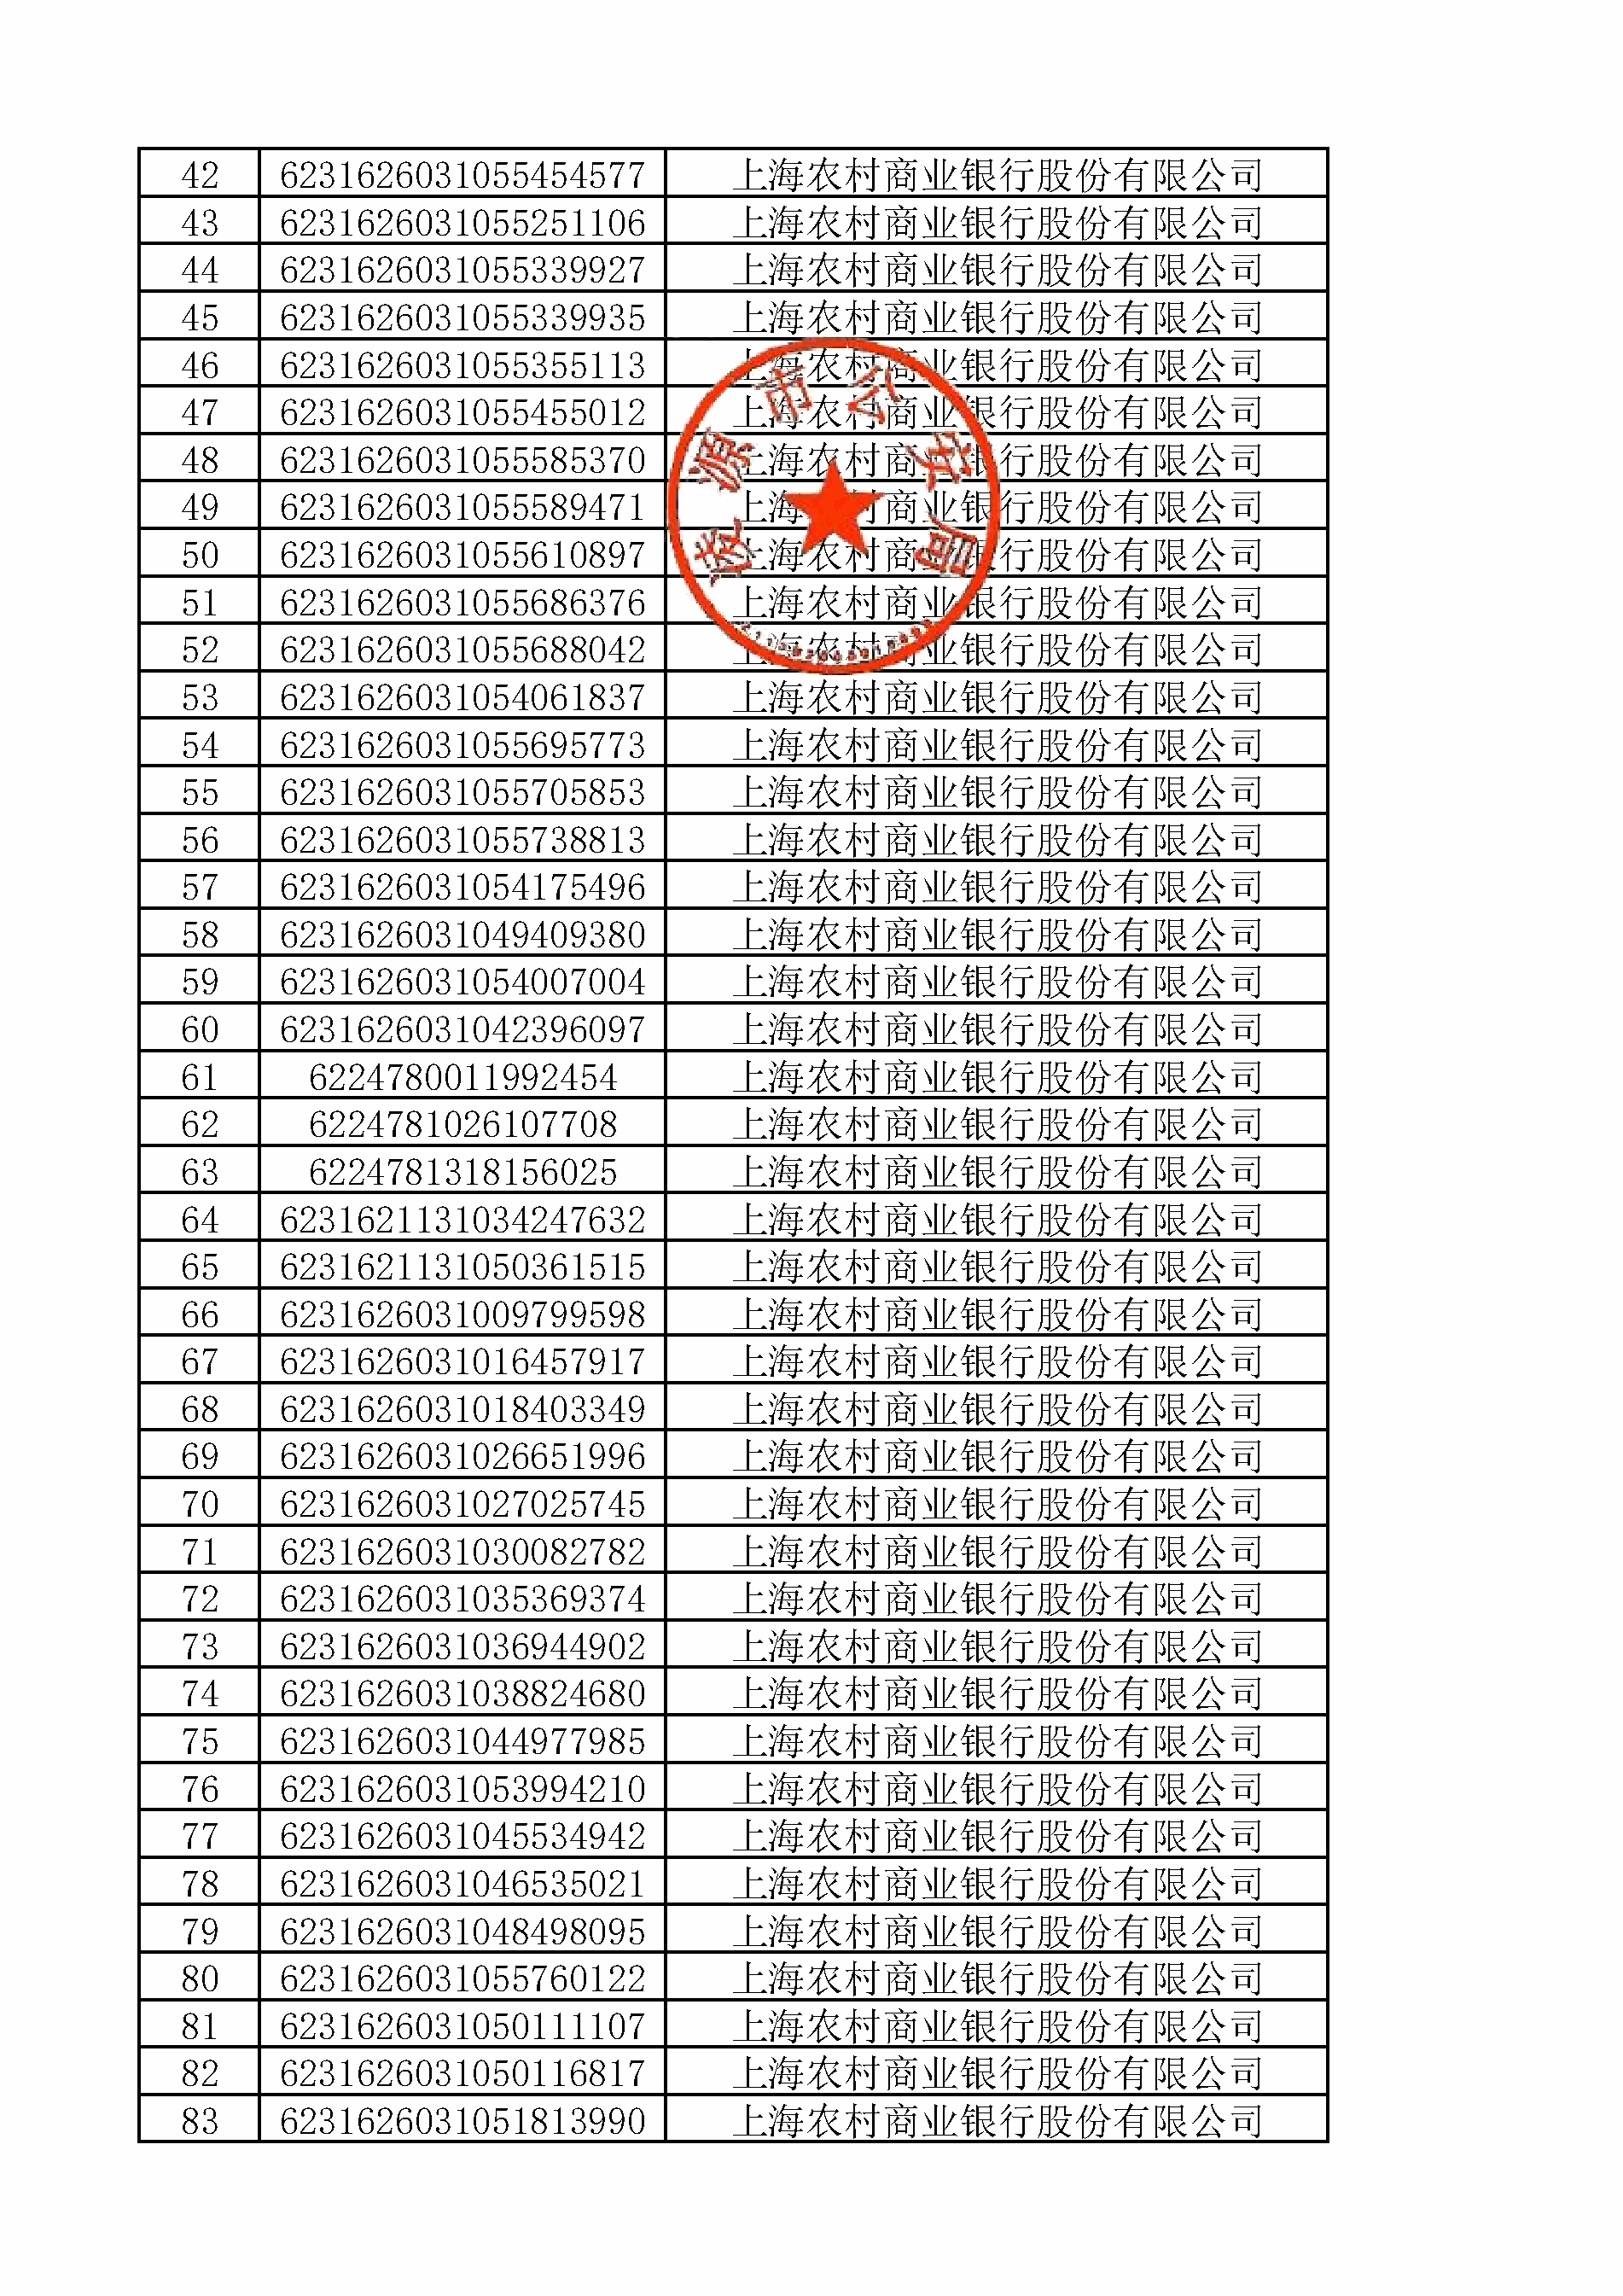 42 6231626031055454577 上海农村商业银行股份有限公司
43 6231626031055251106 上海农村商业银行股份有限公司
44 6231626031055339927 上海农村商业银行股份有限公司
45 6231626031055339935 上海农村商业银行股份有限公司
46 6231626031055355113 上海农村商业银行股份有限公司
47 6231626031055455012 上海农村商业银行股份有限公司
48 6231626031055585370 上海农村商业银行股份有限公司
49 6231626031055589471 上海农村商业银行股份有限公司
50 6231626031055610897 上海农村商业银行股份有限公司
51 6231626031055686376 上海农村商业银行股份有限公司
52 6231626031055688042 上海农村商业银行股份有限公司
53 6231626031054061837 上海农村商业银行股份有限公司
54 6231626031055695773 上海农村商业银行股份有限公司
55 6231626031055705853 上海农村商业银行股份有限公司
56 6231626031055738813 上海农村商业银行股份有限公司
57 6231626031054175496 上海农村商业银行股份有限公司
58 6231626031049409380 上海农村商业银行股份有限公司
59 6231626031054007004 上海农村商业银行股份有限公司
60 6231626031042396097 上海农村商业银行股份有限公司
61 6224780011992454 上海农村商业银行股份有限公司
62 6224781026107708 上海农村商业银行股份有限公司
63 6224781318156025 上海农村商业银行股份有限公司
64 6231621131034247632 上海农村商业银行股份有限公司
65 6231621131050361515 上海农村商业银行股份有限公司
66 6231626031009799598 上海农村商业银行股份有限公司
67 6231626031016457917 上海农村商业银行股份有限公司
68 6231626031018403349 上海农村商业银行股份有限公司
69 6231626031026651996 上海农村商业银行股份有限公司
70 6231626031027025745 上海农村商业银行股份有限公司
71 6231626031030082782 上海农村商业银行股份有限公司
72 6231626031035369374 上海农村商业银行股份有限公司
73 6231626031036944902 上海农村商业银行股份有限公司
74 6231626031038824680 上海农村商业银行股份有限公司
75 6231626031044977985 上海农村商业银行股份有限公司
76 6231626031053994210 上海农村商业银行股份有限公司
77 6231626031045534942 上海农村商业银行股份有限公司
78 6231626031046535021 上海农村商业银行股份有限公司
79 6231626031048498095 上海农村商业银行股份有限公司
80 6231626031055760122 上海农村商业银行股份有限公司
81 6231626031050111107 上海农村商业银行股份有限公司
82 6231626031050116817 上海农村商业银行股份有限公司
83 6231626031051813990 上海农村商业银行股份有限公司
凌源市公安局